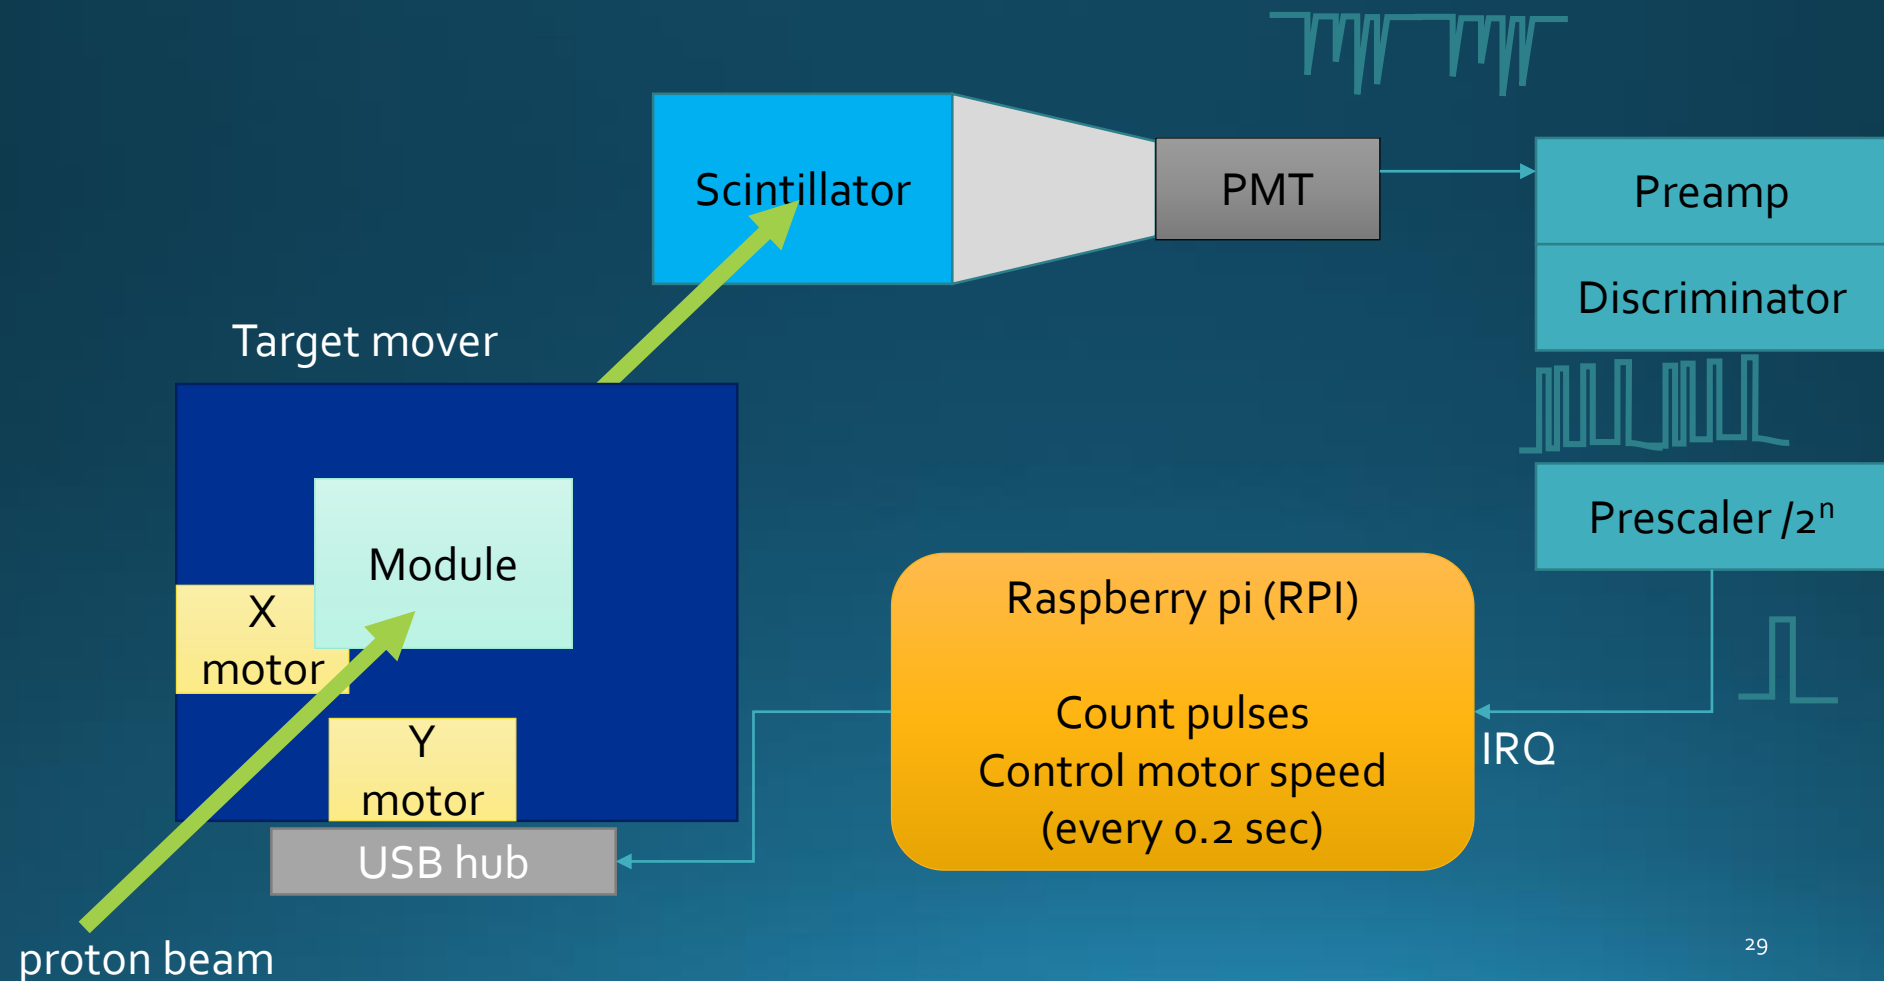 Scintillator
PMT
Preamp
Discriminator
Target mover
Prescaler /2ⁿ
Module
X
motor
Y
motor
USB hub
Raspberry pi (RPI)
Count pulses
Control motor speed
(every 0.2 sec)
IRQ
proton beam
29